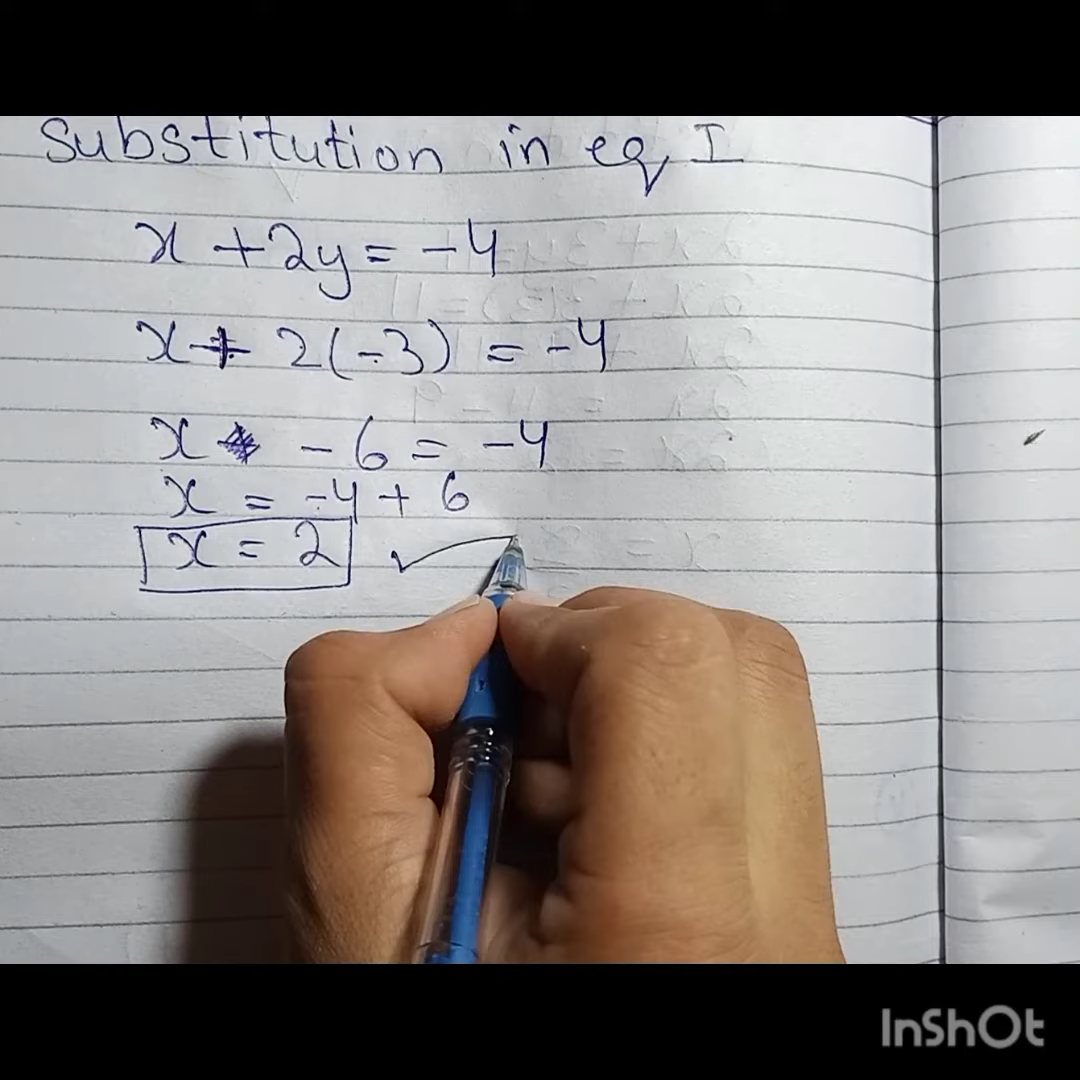 Substitution in eq I
x + 2y = -4
x + 2(-3) = -4
x - 6 = -4
x = -4 + 6
x = 2
InShOt